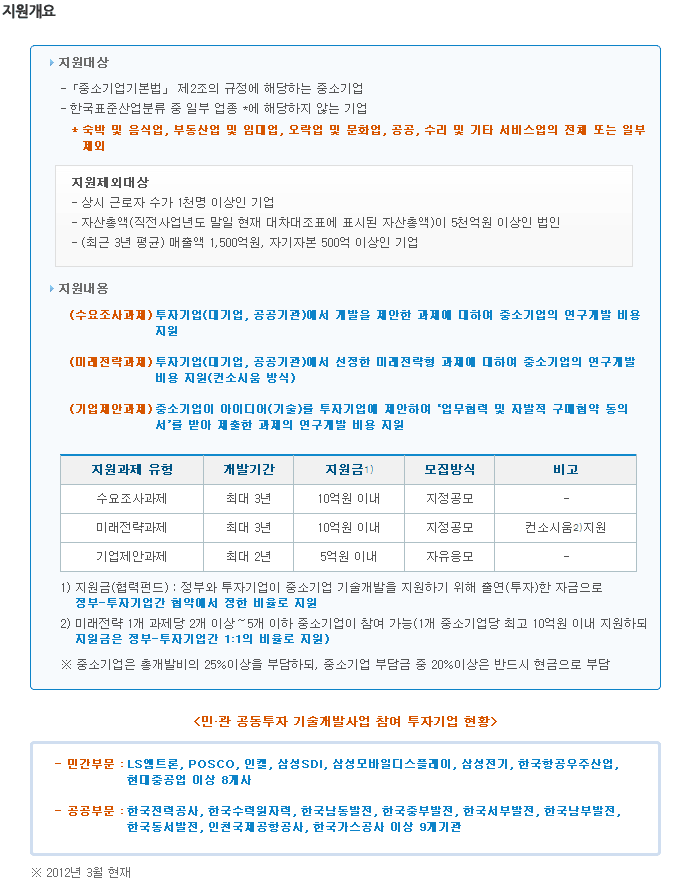 지원개요
지원대상
- 「중소기업기본법」 제2조의 규정에 해당하는 중소기업
- 한국표준산업분류 중 일부 업종 *에 해당하지 않는 기업
* 숙박 및 음식업, 부동산업 및 임대업, 오락업 및 문화업, 공공, 수리 및 기타 서비스업의 전체 또는 일부
제외
지원제외대상
- 상시 근로자 수가 1천명 이상인 기업
- 자산총액(직전사업년도 말일 현재 대차대조표에 표시된 자산총액)이 5천억원 이상인 법인
- (최근 3년 평균) 매출액 1,500억원, 자기자본 500억 이상인 기업
지원내용
(수요조사과제) 투자기업(대기업, 공공기관)에서 개발을 제안한 과제에 대하여 중소기업의 연구개발 비용
지원
(미래전략과제) 투자기업(대기업, 공공기관)에서 선정한 미래전략형 과제에 대하여 중소기업의 연구개발
비용 지원(컨소시움 방식)
(기업제안과제) 중소기업이 아이디어(기술)를 투자기업에 제안하여 '업무협력 및 자발적 구매협약 동의
서'를 받아 제출한 과제의 연구개발 비용 지원
지원과제 유형 개발기간 지원금1) 모집방식 비고
수요조사과제 최대 3년 10억원 이내 지정공모 -
미래전략과제 최대 3년 10억원 이내 지정공모 컨소시움2)지원
기업제안과제 최대 2년 5억원 이내 자유응모 -
1) 지원금(협력펀드) : 정부와 투자기업이 중소기업 기술개발을 지원하기 위해 출연(투자)한 자금으로
정부-투자기업간 협약에서 정한 비율로 지원
2) 미래전략 1개 과제당 2개 이상~5개 이하 중소기업이 참여 가능(1개 중소기업당 최고 10억원 이내 지원하되
지원금은 정부-투자기업간 1:1의 비율로 지원)
※ 중소기업은 총개발비의 25%이상을 부담하되, 중소기업 부담금 중 20%이상은 반드시 현금으로 부담
<민·관 공동투자 기술개발사업 참여 투자기업 현황>
- 민간부문 : LS엠트론, POSCO, 인켈, 삼성SDI, 삼성모바일디스플레이, 삼성전기, 한국항공우주산업,
현대중공업 이상 8개사
- 공공부문 : 한국전력공사, 한국수력원자력, 한국남동발전, 한국중부발전, 한국서부발전, 한국남부발전,
한국동서발전, 인천국제공항공사, 한국가스공사 이상 9개기관
※ 2012년 3월 현재